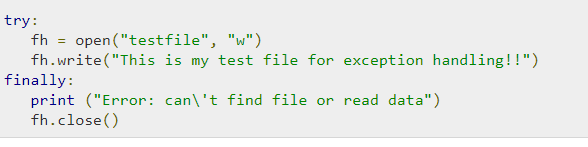 try:
   fh = open("testfile", "w")
   fh.write("This is my test file for exception handling!!")
finally:
   print ("Error: can\'t find file or read data")
   fh.close()